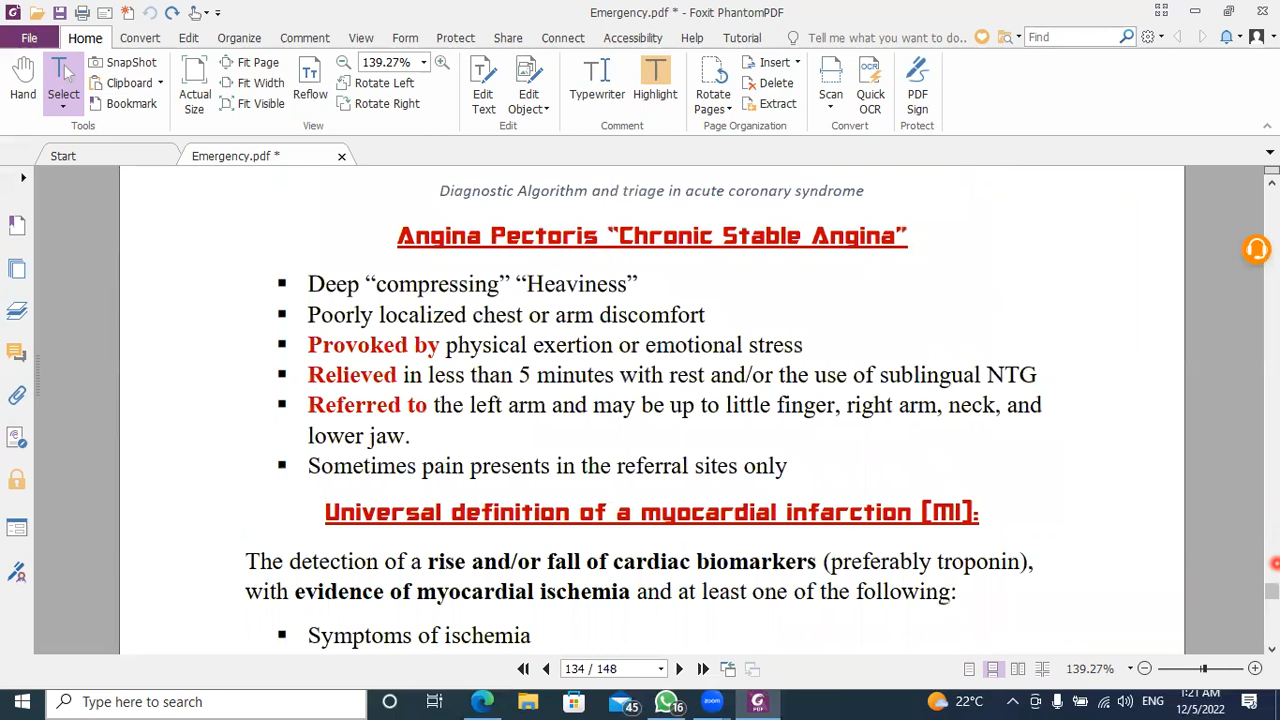 Emergency.pdf * - Foxit PhantomPDF
File Home Convert Edit Organize Comment View Form Protect Share Connect Accessibility Help Tutorial Tell me what you want to do... Find
Hand Select SnapShot Clipboard Bookmark Tools
Actual Size Fit Page Fit Width Fit Visible Reflow 139.27% Rotate Left Rotate Right View
Edit Text Edit Object Edit
Typewriter Highlight Comment
Rotate Pages Insert Delete Extract Page Organization
Scan Quick OCR Convert
PDF Sign Protect
Start Emergency.pdf *
Diagnostic Algorithm and triage in acute coronary syndrome
Angina Pectoris “Chronic Stable Angina”
▪ Deep “compressing” “Heaviness”
▪ Poorly localized chest or arm discomfort
▪ Provoked by physical exertion or emotional stress
▪ Relieved in less than 5 minutes with rest and/or the use of sublingual NTG
▪ Referred to the left arm and may be up to little finger, right arm, neck, and
lower jaw.
▪ Sometimes pain presents in the referral sites only
Universal definition of a myocardial infarction [MI]:
The detection of a rise and/or fall of cardiac biomarkers (preferably troponin),
with evidence of myocardial ischemia and at least one of the following:
▪ Symptoms of ischemia
134 / 148 139.27%
Type here to search 45 16 zoom PDF 22°C ENG 1:21 AM
12/5/2022